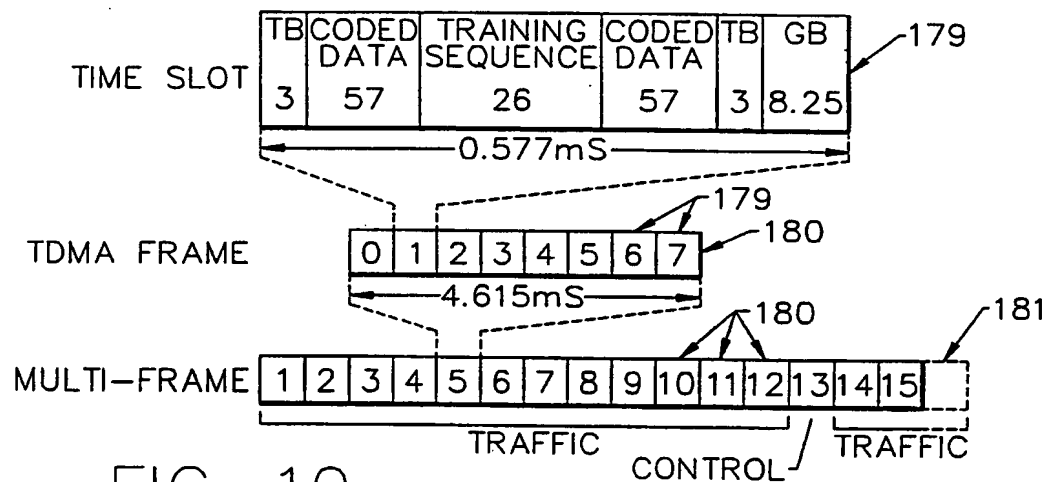 TB CODED DATA TRAINING SEQUENCE CODED DATA TB GB
TIME SLOT
3 57 26 57 3 8.25
179
0.577mS
TDMA FRAME
0 1 2 3 4 5 6 7
179
180
4.615mS
180
181
MULTI-FRAME
1 2 3 4 5 6 7 8 9 10 11 12 13 14 15
TRAFFIC
CONTROL
TRAFFIC